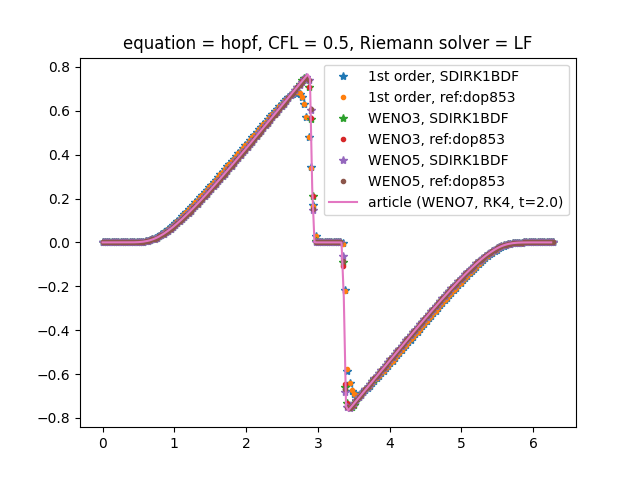 equation = hopf, CFL = 0.5, Riemann solver = LF
0.8
0.6
0.4
0.2
0.0
−0.2
−0.4
−0.6
−0.8
1st order, SDIRK1BDF
1st order, ref:dop853
WENO3, SDIRK1BDF
WENO3, ref:dop853
WENO5, SDIRK1BDF
WENO5, ref:dop853
article (WENO7, RK4, t=2.0)
0 1 2 3 4 5 6